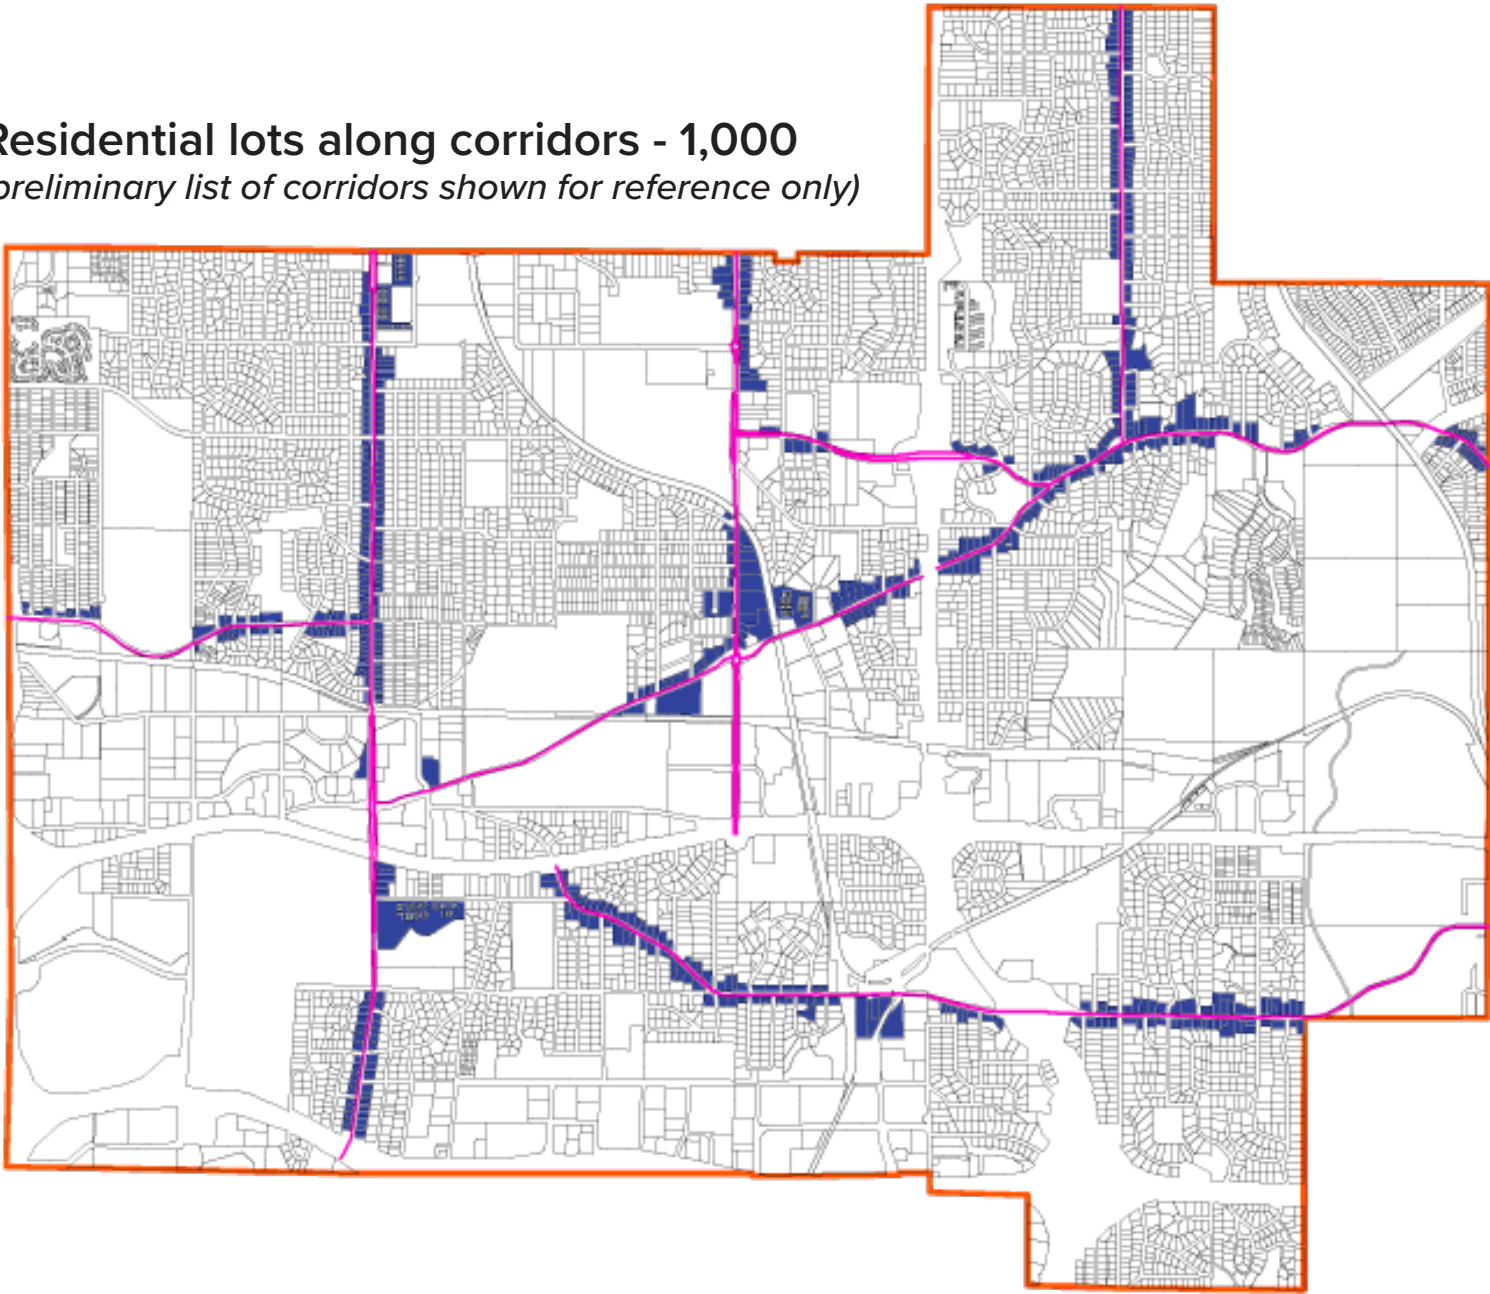 Residential lots along corridors - 1,000
preliminary list of corridors shown for reference only)